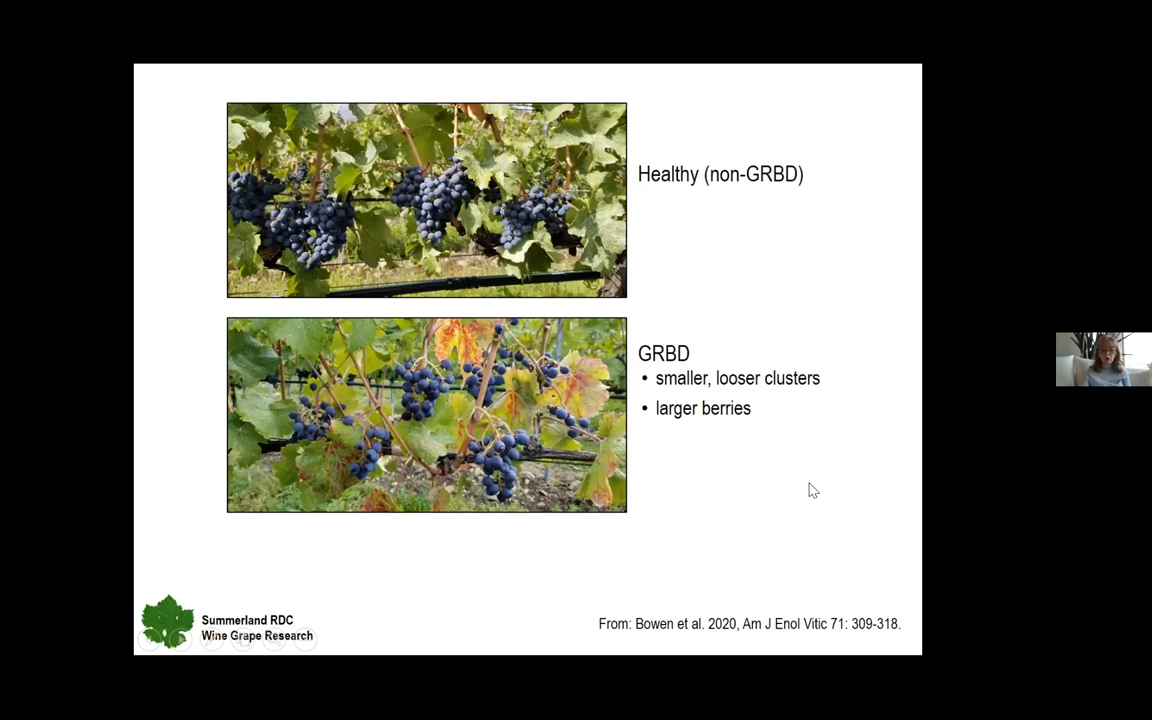 Healthy (non-GRBD)
GRBD
• smaller, looser clusters
• larger berries
Summerland RDC
Wine Grape Research
From: Bowen et al. 2020, Am J Enol Vitic 71: 309-318.